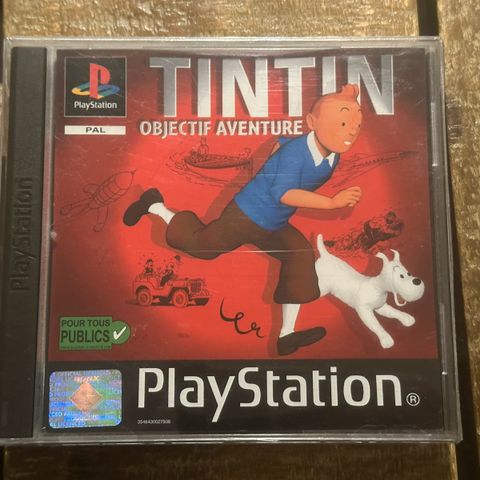 PlayStation
PAL
TINTIN
OBJECTIF AVENTURE
PlayStation
POUR TOUS
PUBLICS
PlayStation®